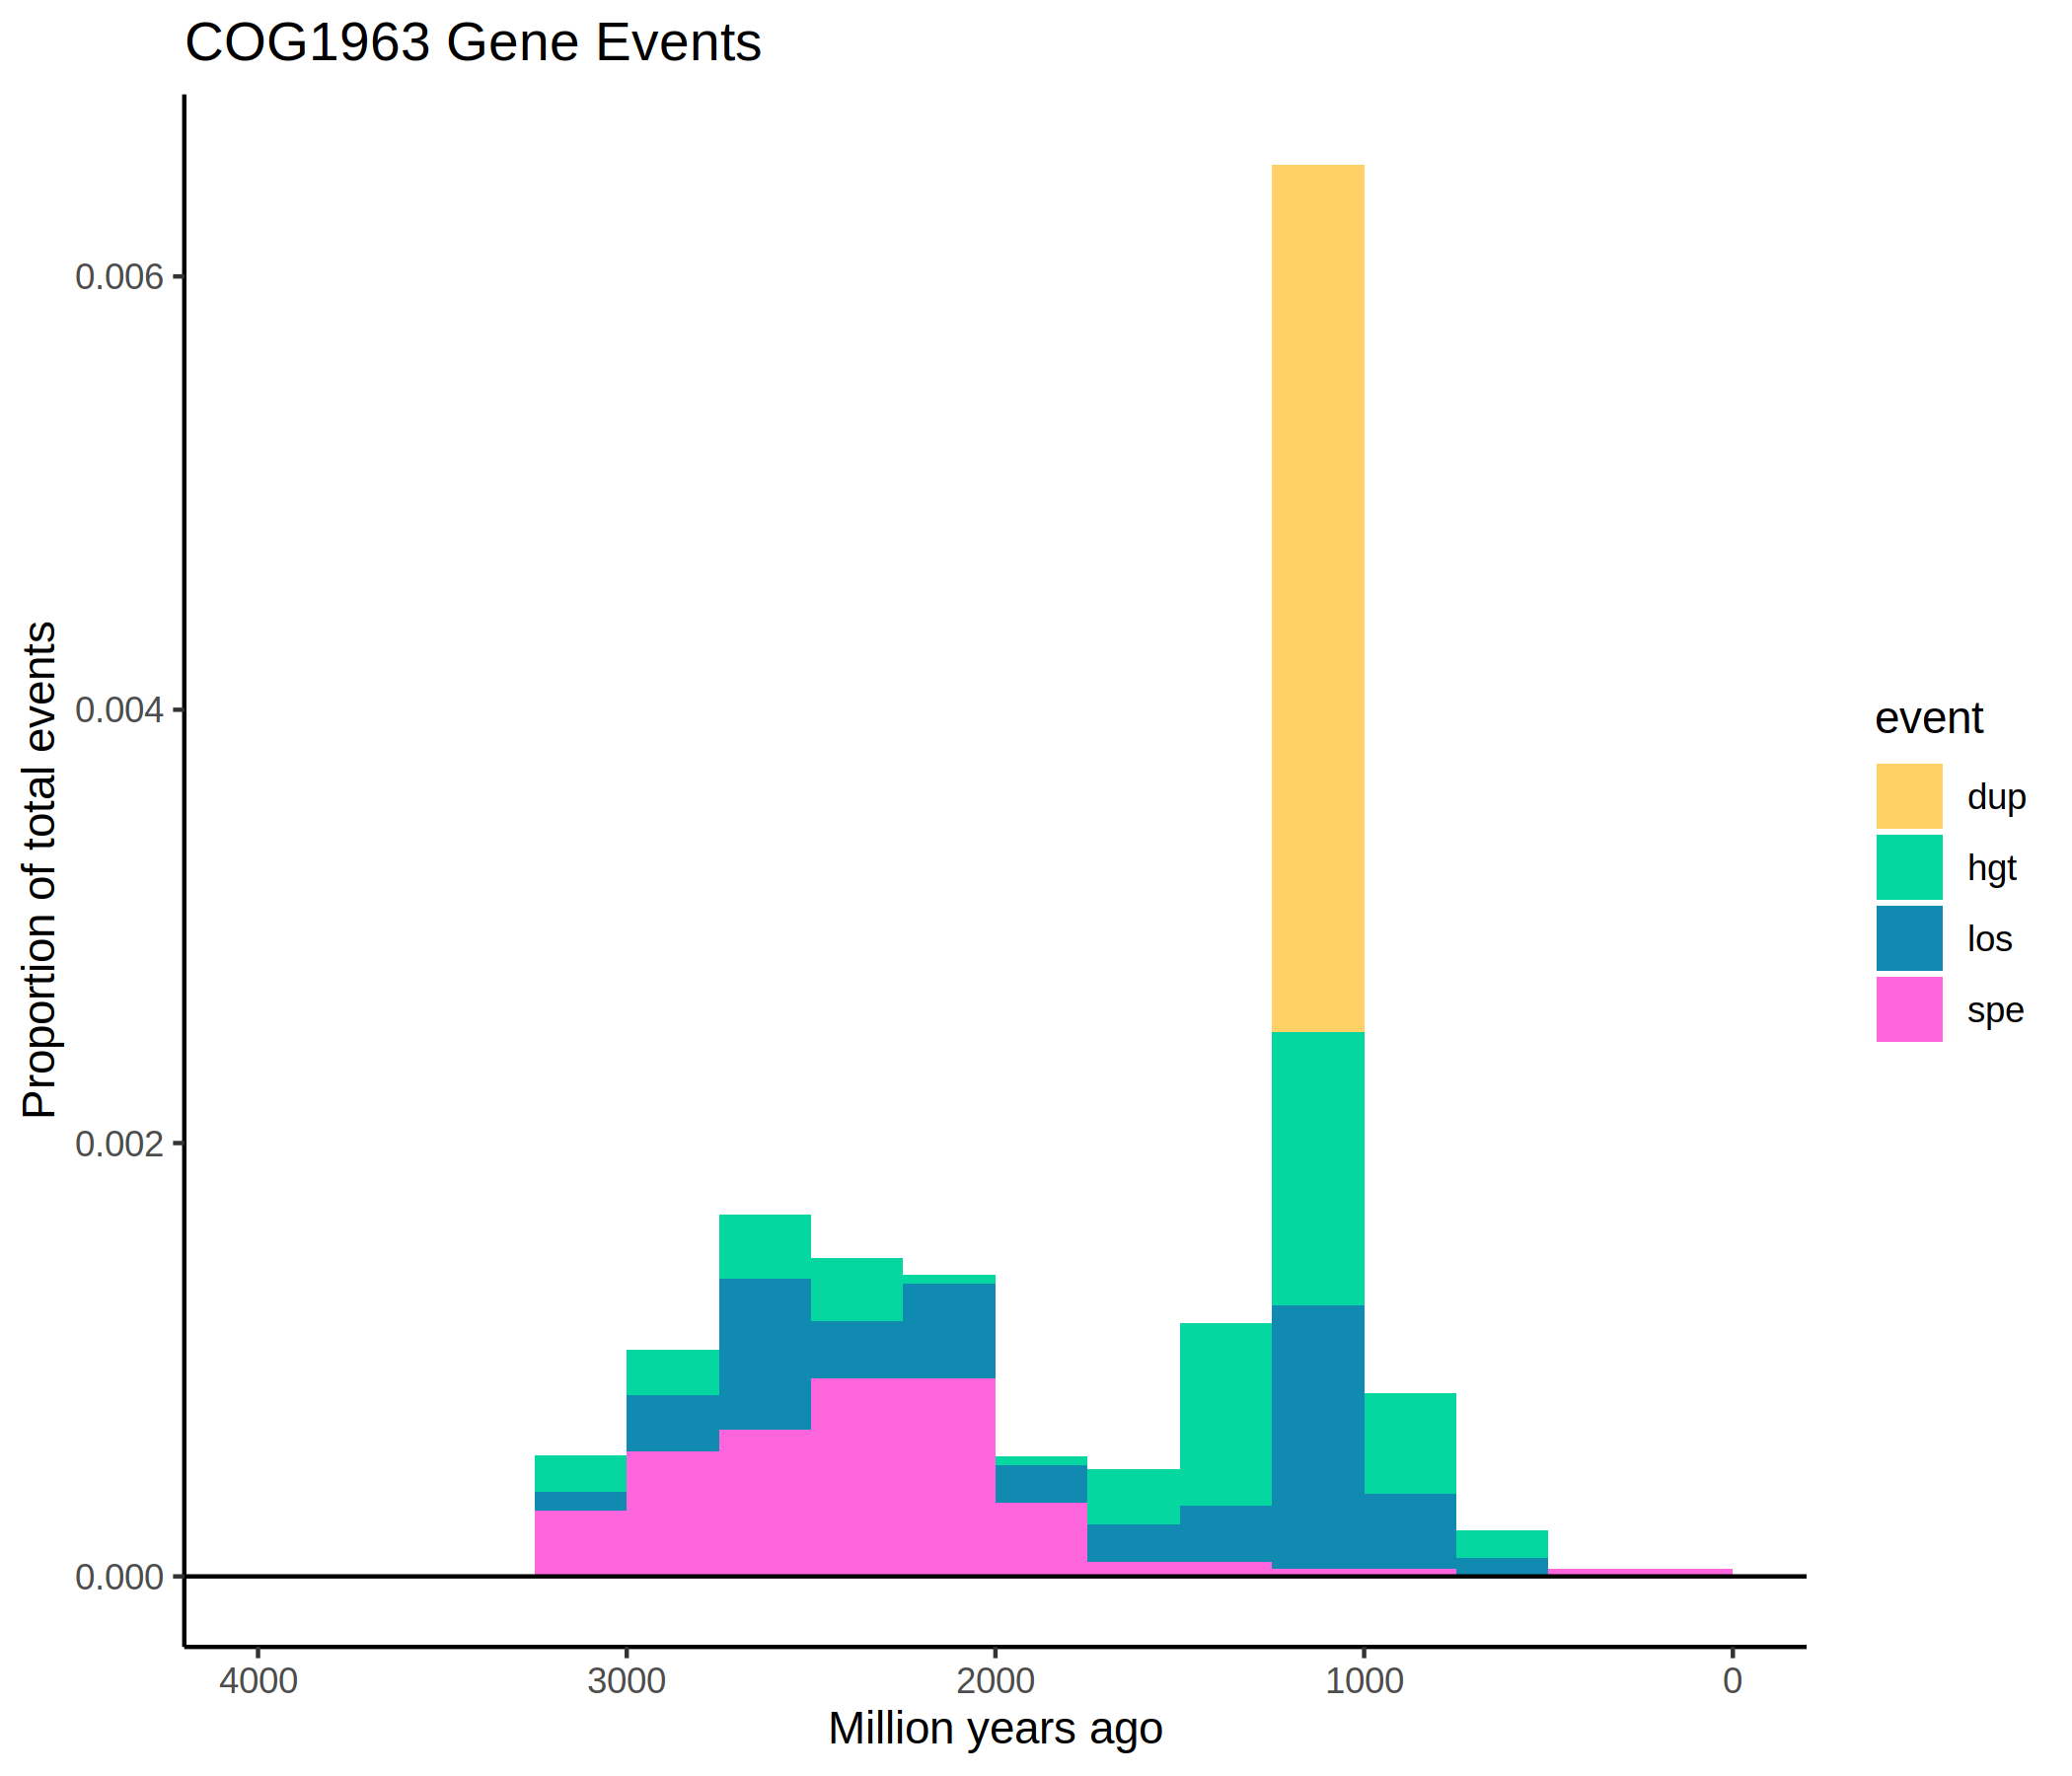 COG1963 Gene Events
Proportion of total events
0.006
0.004
0.002
0.000
4000 3000 2000 1000 0
Million years ago
event
dup
hgt
los
spe